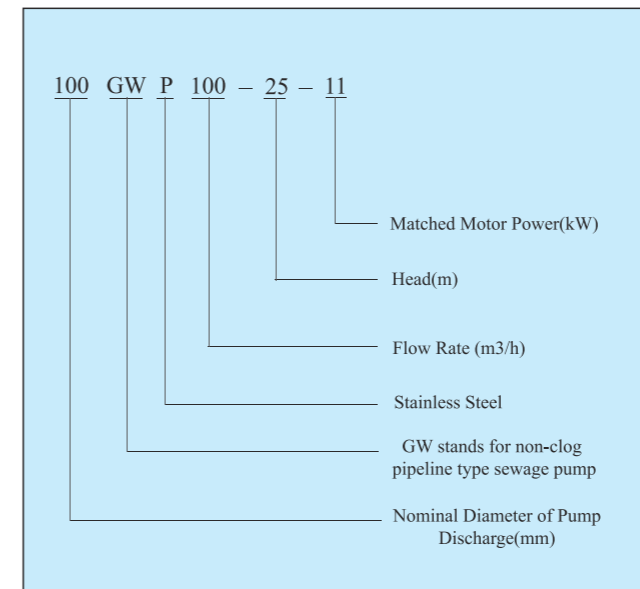 100 GW P 100 – 25 – 11
Matched Motor Power(kW)
Head(m)
Flow Rate (m3/h)
Stainless Steel
GW stands for non-clog
pipeline type sewage pump
Nominal Diameter of Pump
Discharge(mm)